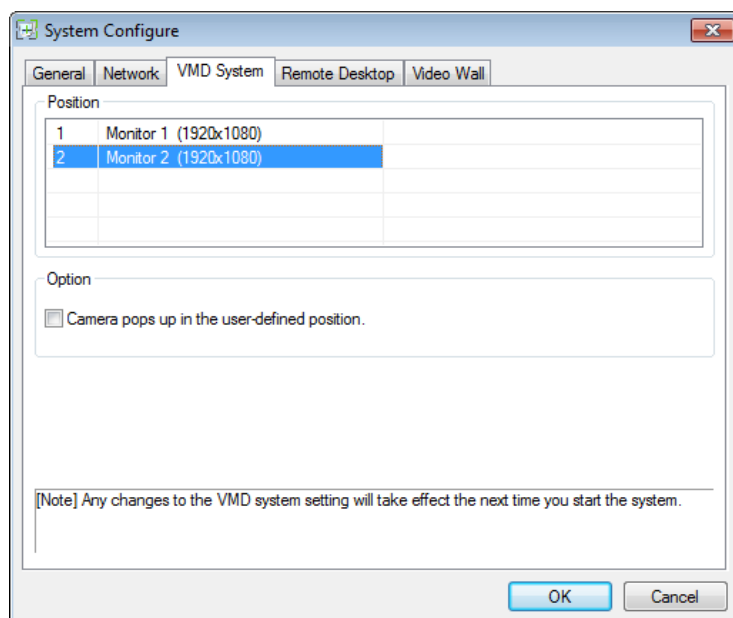 System Configure
General Network VMD System Remote Desktop Video Wall
Position
1 Monitor 1 (1920x1080)
2 Monitor 2 (1920x1080)
Option
Camera pops up in the user-defined position.
[Note] Any changes to the VMD system setting will take effect the next time you start the system.
OK Cancel